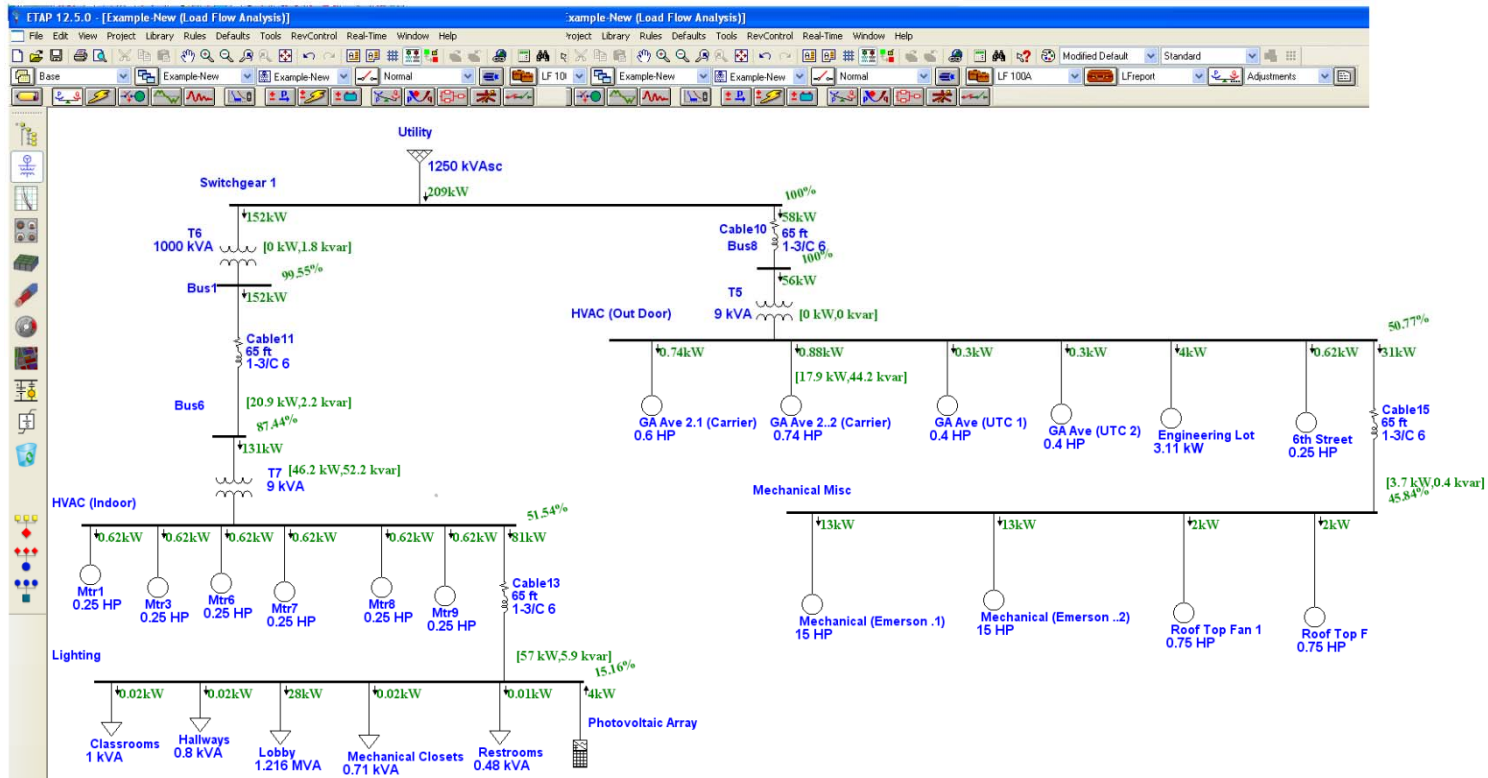 ETAP 12.5.0 - [Example-New (Load Flow Analysis)]
Example-New (Load Flow Analysis)]
File Edit View Project Library Rules Defaults Tools RevControl Real-Time Window Help
Project Library Rules Defaults Tools RevControl Real-Time Window Help
Modified Default Standard
Base Example-New Example-New Normal LF 100 Example-New Example-New Normal LF 100A LFreport Adjustments
Utility
1250 kVAsc
Switchgear 1
209kW
100%
152kW
58kW
T6
1000 kVA
[0 kW,1.8 kvar]
Cable10
65 ft
1-3/C 6
Bus8
100%
99.55%
Bus1
152kW
56kW
T5
9 kVA
[0 kW,0 kvar]
HVAC (Out Door)
50.77%
Cable11
65 ft
1-3/C 6
0.74kW 0.88kW 0.3kW 0.3kW 4kW 0.62kW 31kW
[17.9 kW,44.2 kvar]
[20.9 kW,2.2 kvar]
Bus6
87.44%
GA Ave 2.1 (Carrier)
0.6 HP
GA Ave 2..2 (Carrier)
0.74 HP
GA Ave (UTC 1)
0.4 HP
GA Ave (UTC 2)
0.4 HP
Engineering Lot
3.11 kW
6th Street
0.25 HP
Cable15
65 ft
1-3/C 6
131kW
T7
9 kVA
[46.2 kW,52.2 kvar]
Mechanical Misc
[3.7 kW,0.4 kvar]
45.84%
HVAC (Indoor)
51.54%
13kW 13kW 2kW 2kW
0.62kW 0.62kW 0.62kW 0.62kW 0.62kW 0.62kW 81kW
Mtr1
0.25 HP
Mtr3
0.25 HP
Mtr6
0.25 HP
Mtr7
0.25 HP
Mtr8
0.25 HP
Mtr9
0.25 HP
Cable13
65 ft
1-3/C 6
Mechanical (Emerson .1)
15 HP
Mechanical (Emerson ..2)
15 HP
Roof Top Fan 1
0.75 HP
Roof Top F
0.75 HP
Lighting
[57 kW,5.9 kvar]
15.16%
0.02kW 0.02kW 28kW 0.02kW 0.01kW 4kW
Classrooms
1 kVA
Hallways
0.8 kVA
Lobby
1.216 MVA
Mechanical Closets
0.71 kVA
Restrooms
0.48 kVA
Photovoltaic Array